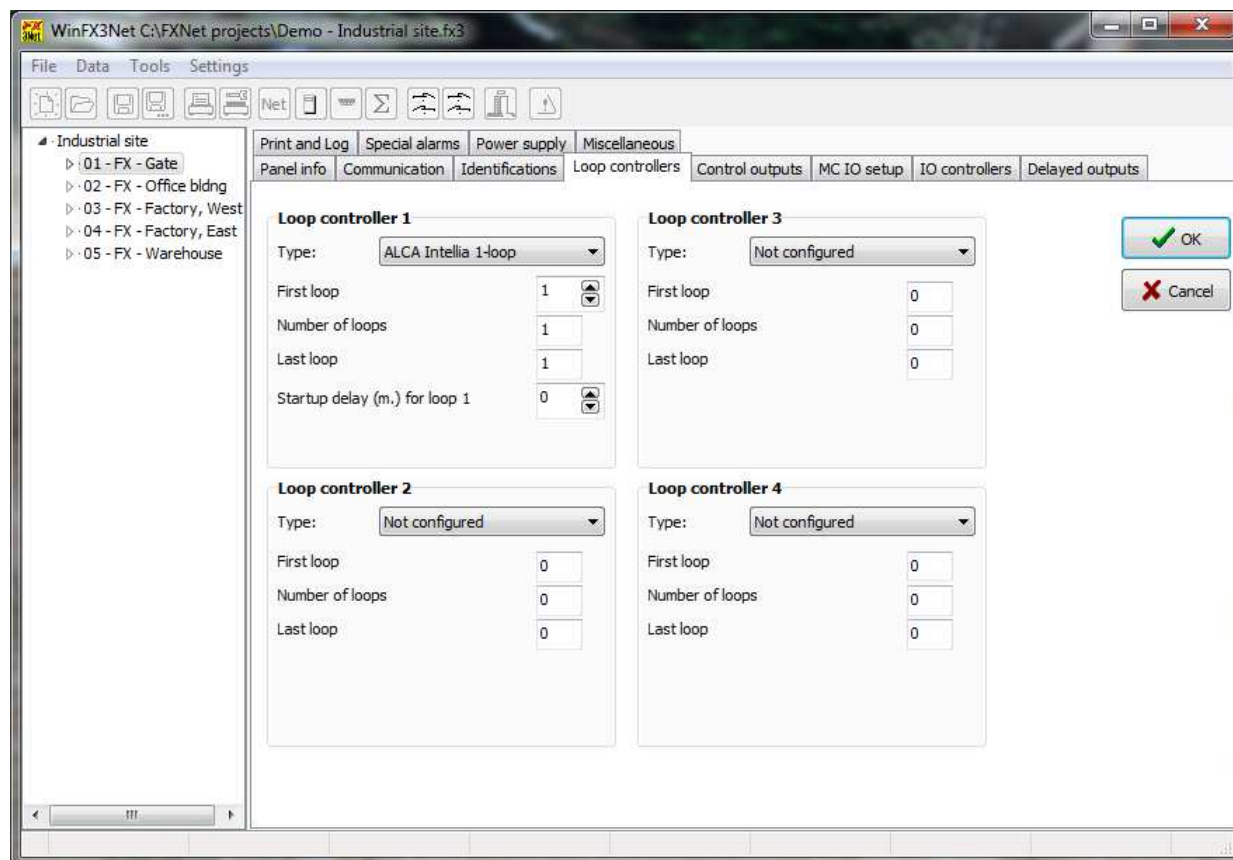 WinFX3Net C:\FXNet projects\Demo - Industrial site.fx3
File Data Tools Settings
Net Σ
Industrial site
01 - FX - Gate
02 - FX - Office bldng
03 - FX - Factory, West
04 - FX - Factory, East
05 - FX - Warehouse
Print and Log Special alarms Power supply Miscellaneous
Panel info Communication Identifications Loop controllers Control outputs MC IO setup IO controllers Delayed outputs
Loop controller 1
Type: ALCA Intellia 1-loop
First loop 1
Number of loops 1
Last loop 1
Startup delay (m.) for loop 1 0
Loop controller 3
Type: Not configured
First loop 0
Number of loops 0
Last loop 0
OK
Cancel
Loop controller 2
Type: Not configured
First loop 0
Number of loops 0
Last loop 0
Loop controller 4
Type: Not configured
First loop 0
Number of loops 0
Last loop 0